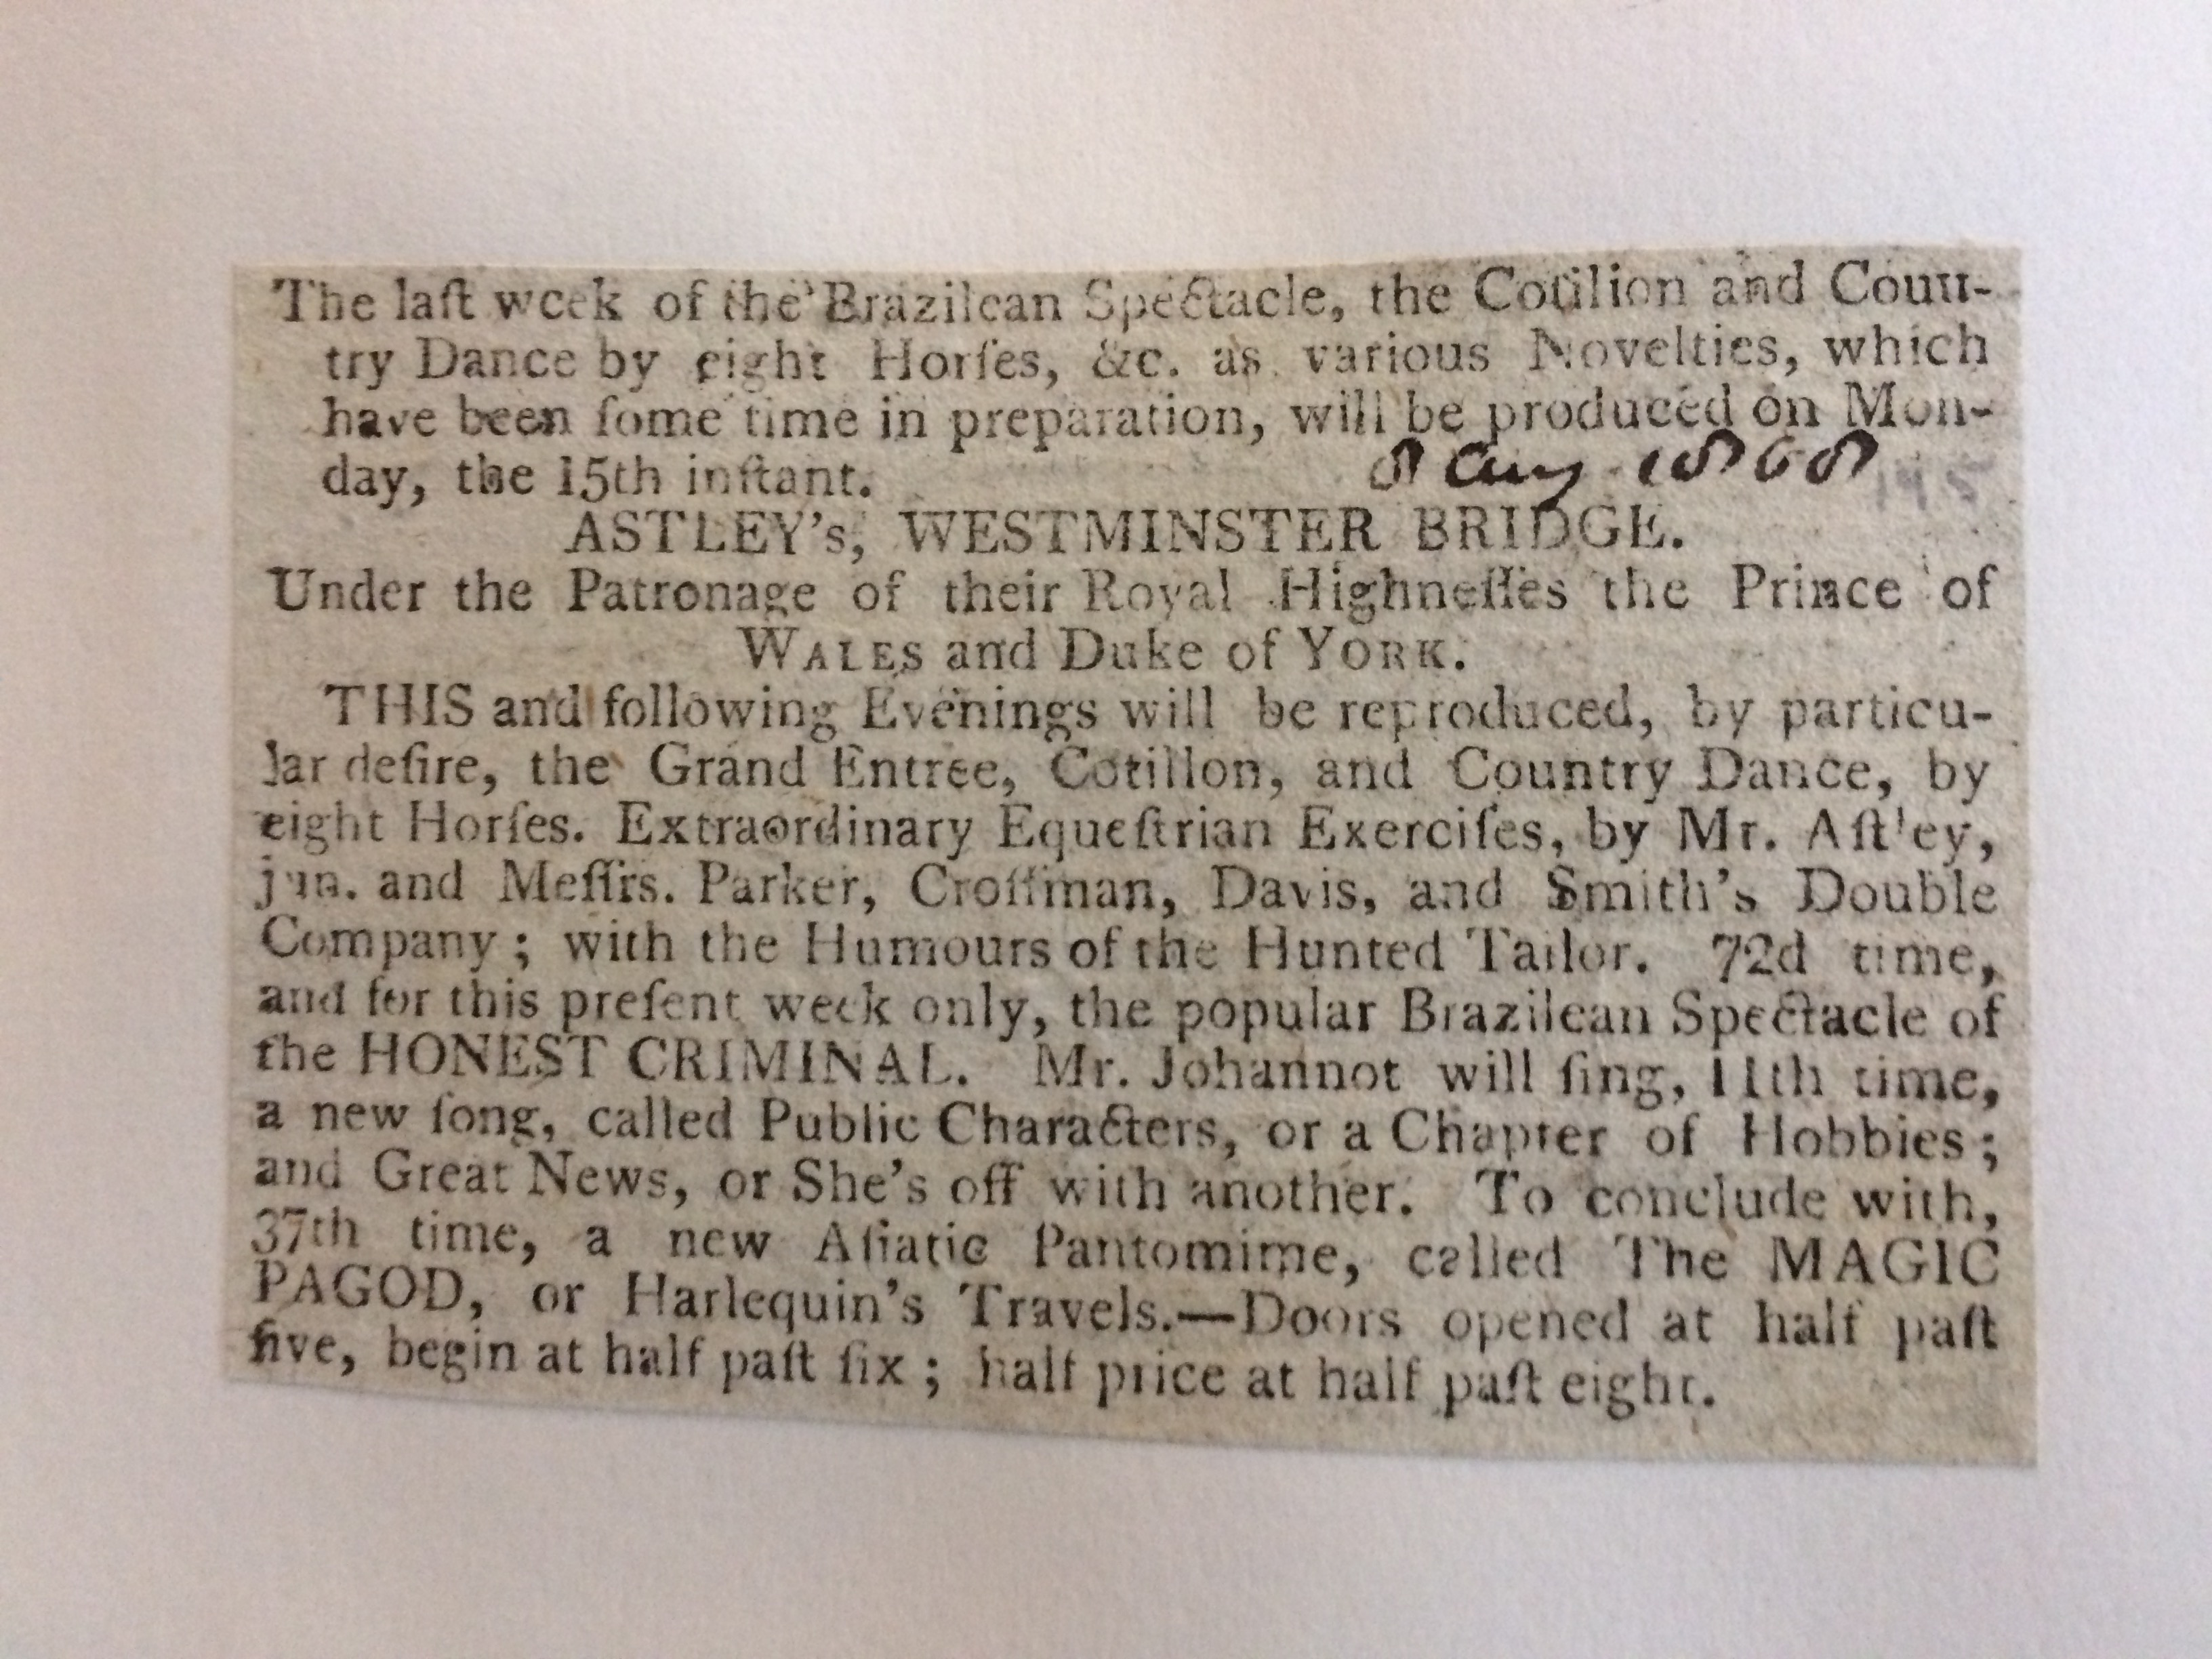 The laſt week of the Brazilean Spectacle, the Cotilion and Coun-
try Dance by eight Horſes, &c. as various Novelties, which
have been ſome time in preparation, will be produced on Mon-
day, the 15th inſtant.
8 Aug 1808
ASTLEY's, WESTMINSTER BRIDGE.
Under the Patronage of their Royal Highneſſes the Prince of
WALES and Duke of YORK.
THIS and following Evenings will be reproduced, by particu-
lar deſire, the Grand Entree, Cotillon, and Country Dance, by
eight Horſes. Extraordinary Equeſtrian Exerciſes, by Mr. Aſtley,
jun. and Meſſrs. Parker, Croſſman, Davis, and Smith's Double
Company; with the Humours of the Hunted Tailor. 72d time,
and for this preſent week only, the popular Brazilean Spectacle of
the HONEST CRIMINAL. Mr. Johannot will ſing, 11th time,
a new ſong, called Public Characters, or a Chapter of Hobbies;
and Great News, or She's off with another. To conclude with,
37th time, a new Aſiatic Pantomime, called The MAGIC
PAGOD, or Harlequin's Travels.—Doors opened at half paſt
five, begin at half paſt ſix; half price at half paſt eight.